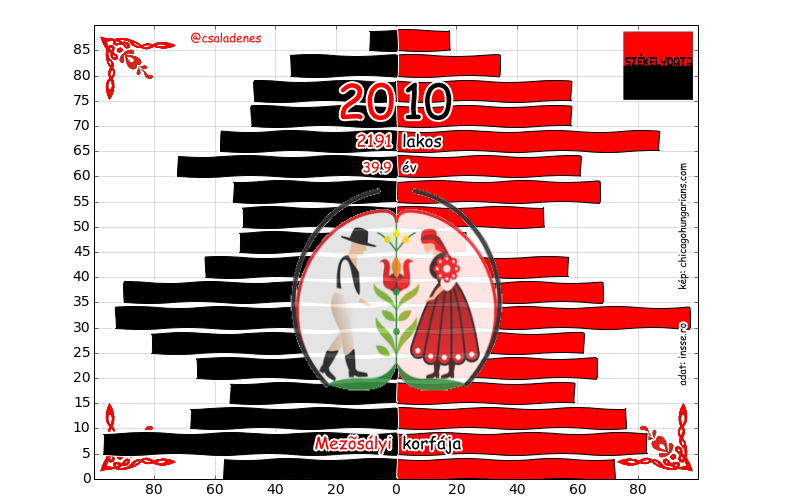 @csaladenes
SZÉKELYDATA
2010
2191 lakos
39.9 év
kép: chicagohungarians.com
adat: insse.ro
Mezősályi korfája
85
80
75
70
65
60
55
50
45
40
35
30
25
20
15
10
5
0
80 60 40 20 0 20 40 60 80